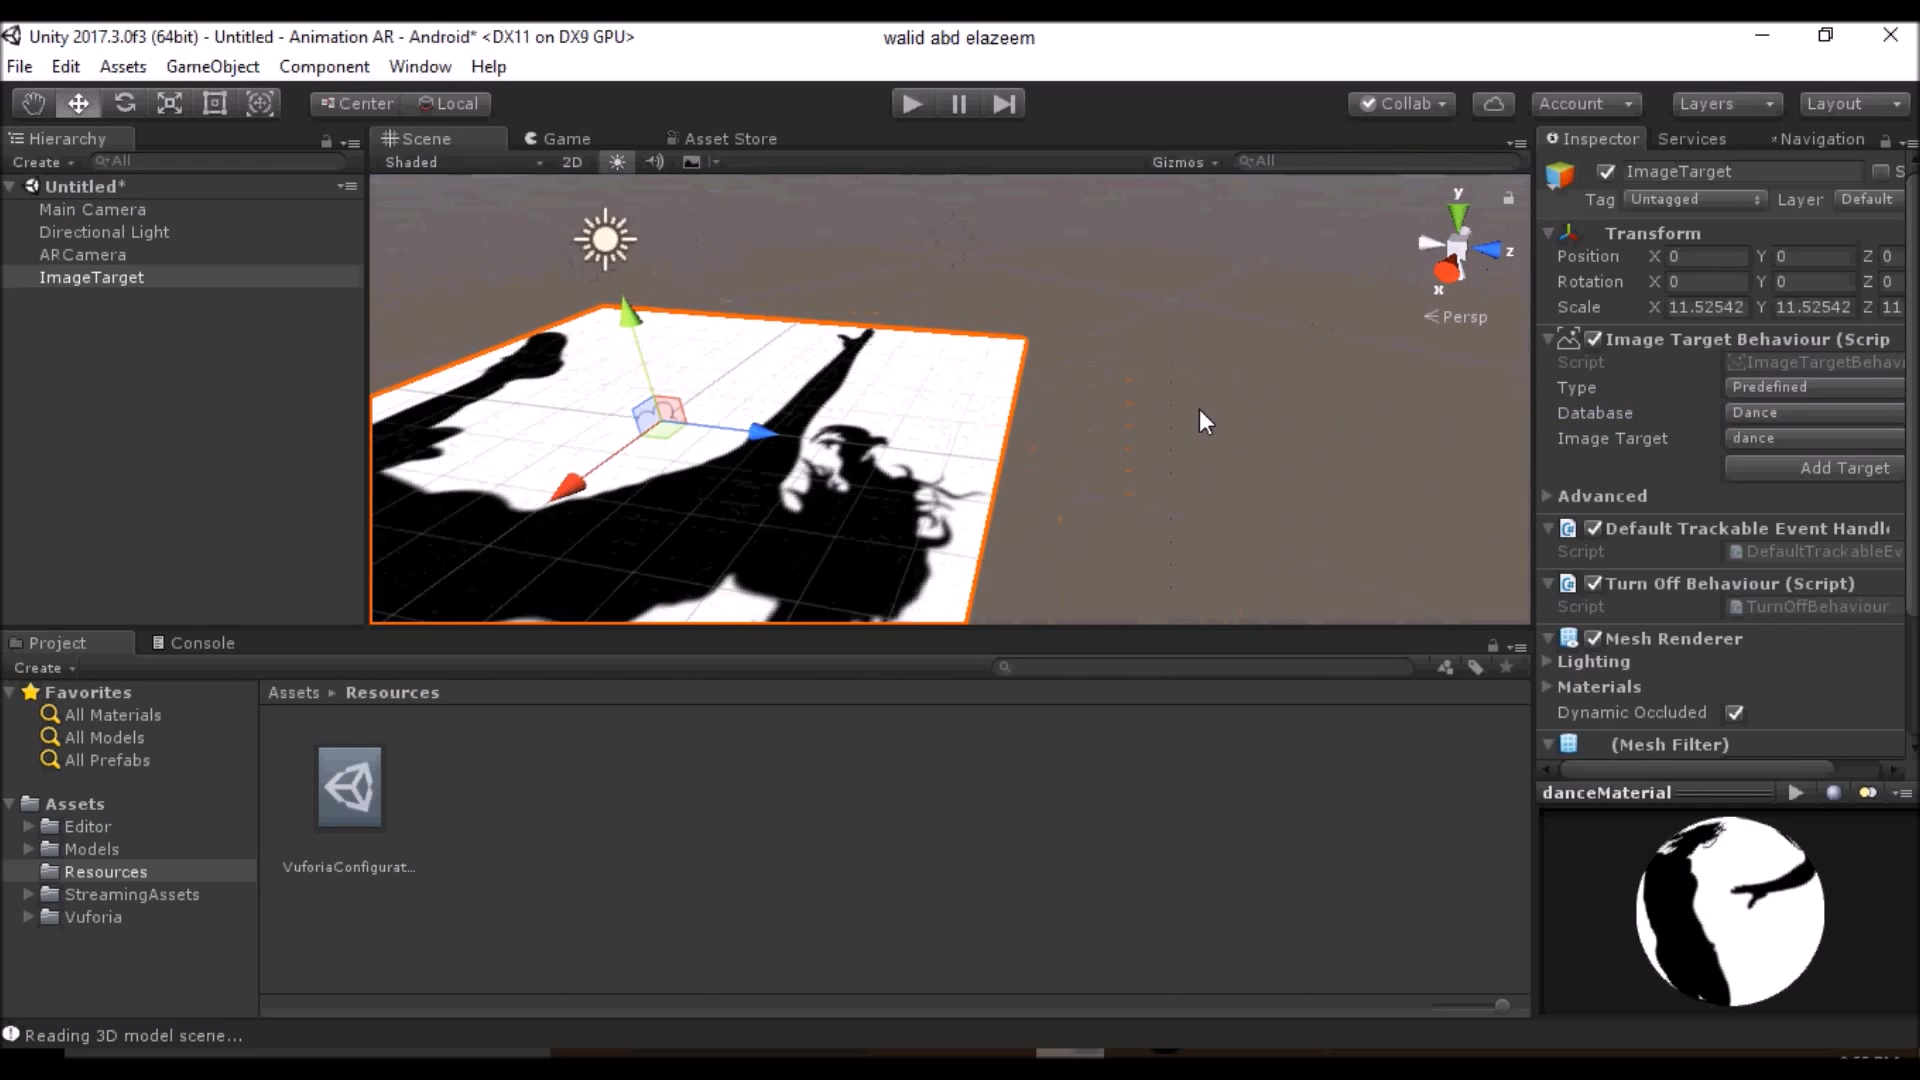 Unity 2017.3.0f3 (64bit) - Untitled - Animation AR - Android* <DX11 on DX9 GPU>
walid abd elazeem
File Edit Assets GameObject Component Window Help
Center Local
Collab Account Layers Layout
Hierarchy
Create All
Untitled*
Main Camera
Directional Light
ARCamera
ImageTarget
Scene Game Asset Store
Shaded 2D Gizmos All
y
z
x
Persp
Inspector Services Navigation
ImageTarget S
Tag Untagged Layer Default
Transform
Position X 0 Y 0 Z 0
Rotation X 0 Y 0 Z 0
Scale X 11.52542 Y 11.52542 Z 11
Image Target Behaviour (Scrip
Script ImageTargetBehavi
Type Predefined
Database Dance
Image Target dance
Add Target
Advanced
Default Trackable Event Handl
Script DefaultTrackableEv
Turn Off Behaviour (Script)
Script TurnOffBehaviour
Mesh Renderer
Lighting
Materials
Dynamic Occluded
(Mesh Filter)
danceMaterial
Project Console
Create
Favorites
All Materials
All Models
All Prefabs
Assets
Editor
Models
Resources
StreamingAssets
Vuforia
Assets Resources
VuforiaConfigurat...
Reading 3D model scene...